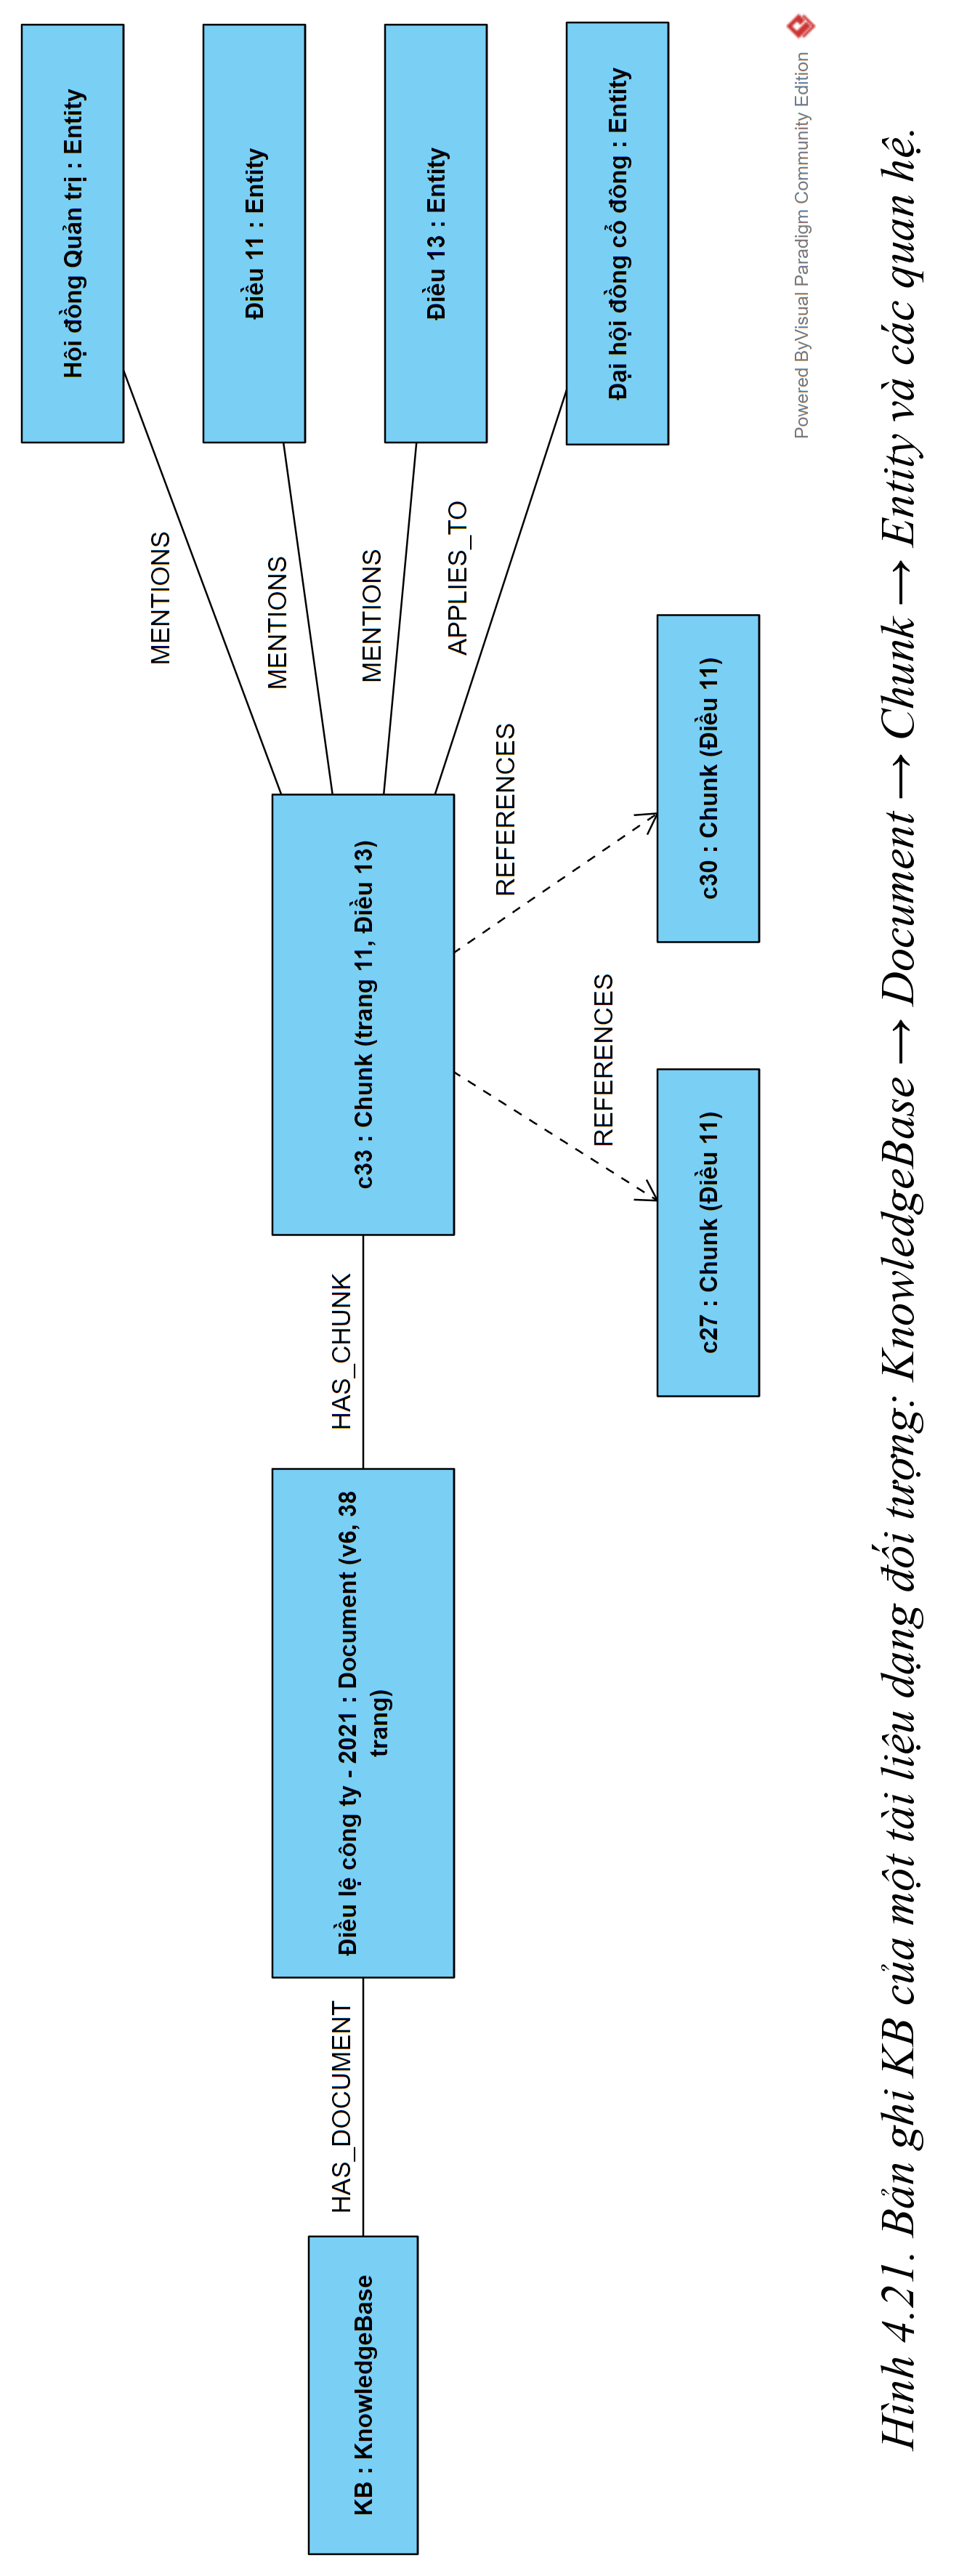 KB : KnowledgeBase
HAS_DOCUMENT
Điều lệ công ty - 2021 : Document (v6, 38
trang)
HAS_CHUNK
c33 : Chunk (trang 11, Điều 13)
MENTIONS
Hội đồng Quản trị : Entity
MENTIONS
Điều 11 : Entity
MENTIONS
Điều 13 : Entity
APPLIES_TO
Đại hội đồng cổ đông : Entity
REFERENCES
c27 : Chunk (Điều 11)
REFERENCES
c30 : Chunk (Điều 11)
Powered ByVisual Paradigm Community Edition
Hình 4.21. Bản ghi KB của một tài liệu dạng đối tượng: KnowledgeBase → Document → Chunk → Entity và các quan hệ.